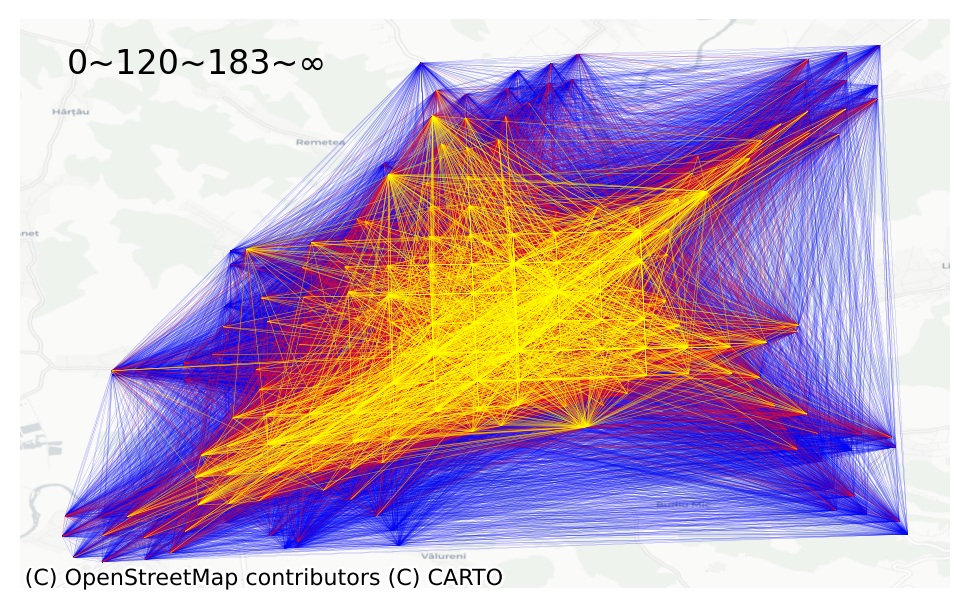 0~120~183~∞
Hărțău
Remetea
Vălureni
(C) OpenStreetMap contributors (C) CARTO